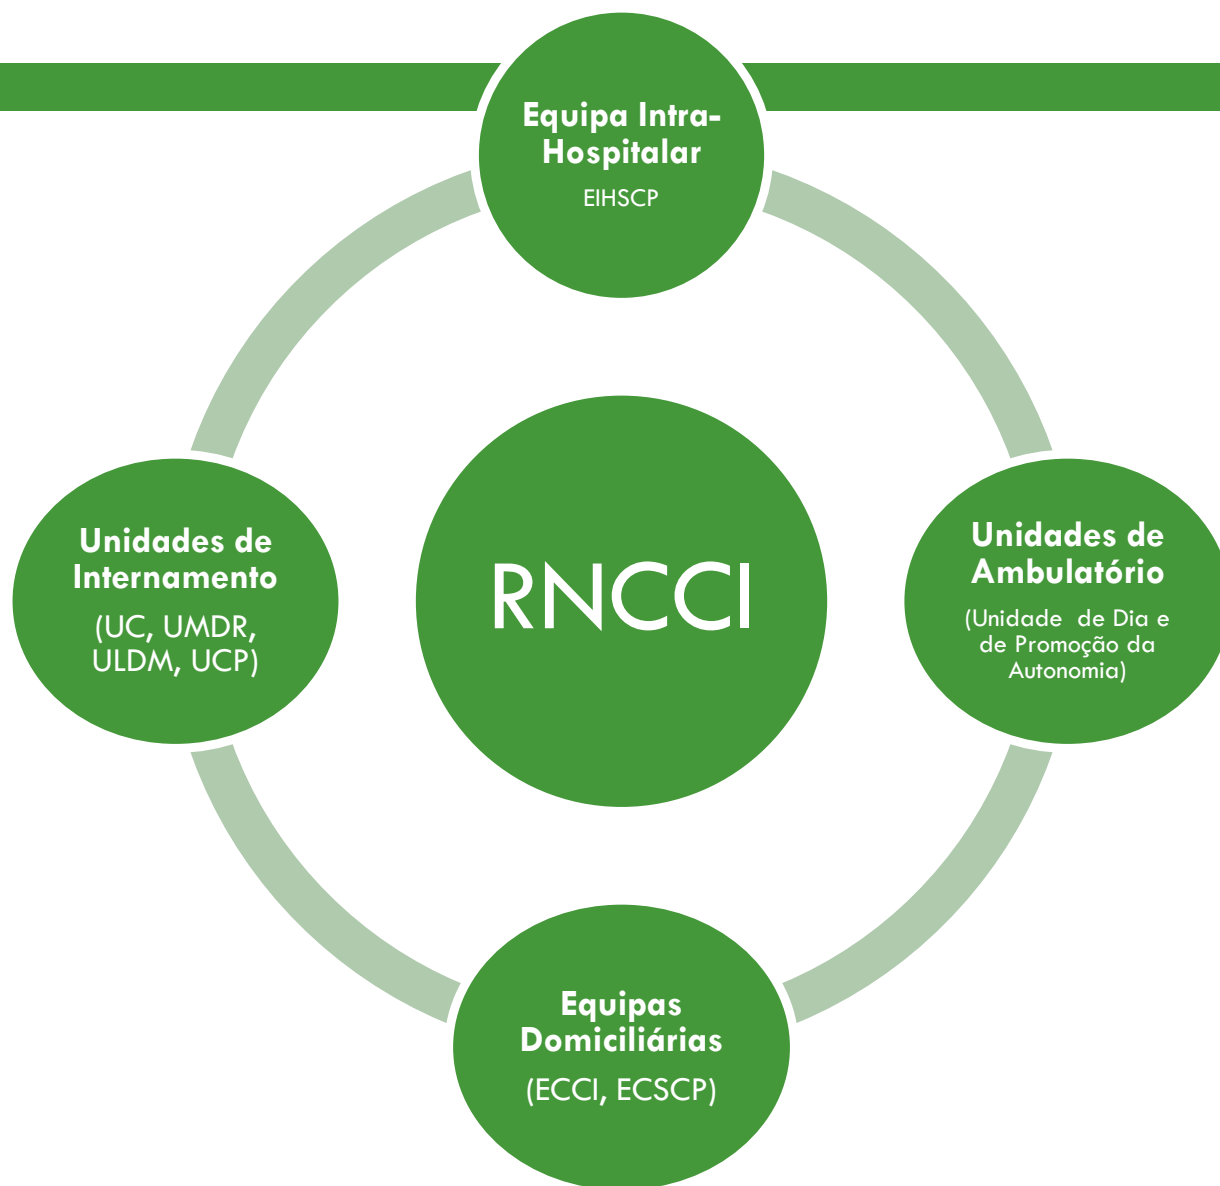 Equipa Intra-
Hospitalar
EIHSCP
Unidades de
Internamento
(UC, UMDR,
ULDM, UCP)
RNCCI
Unidades de
Ambulatório
(Unidade de Dia e
de Promoção da
Autonomia)
Equipas
Domiciliárias
(ECCI, ECSCP)